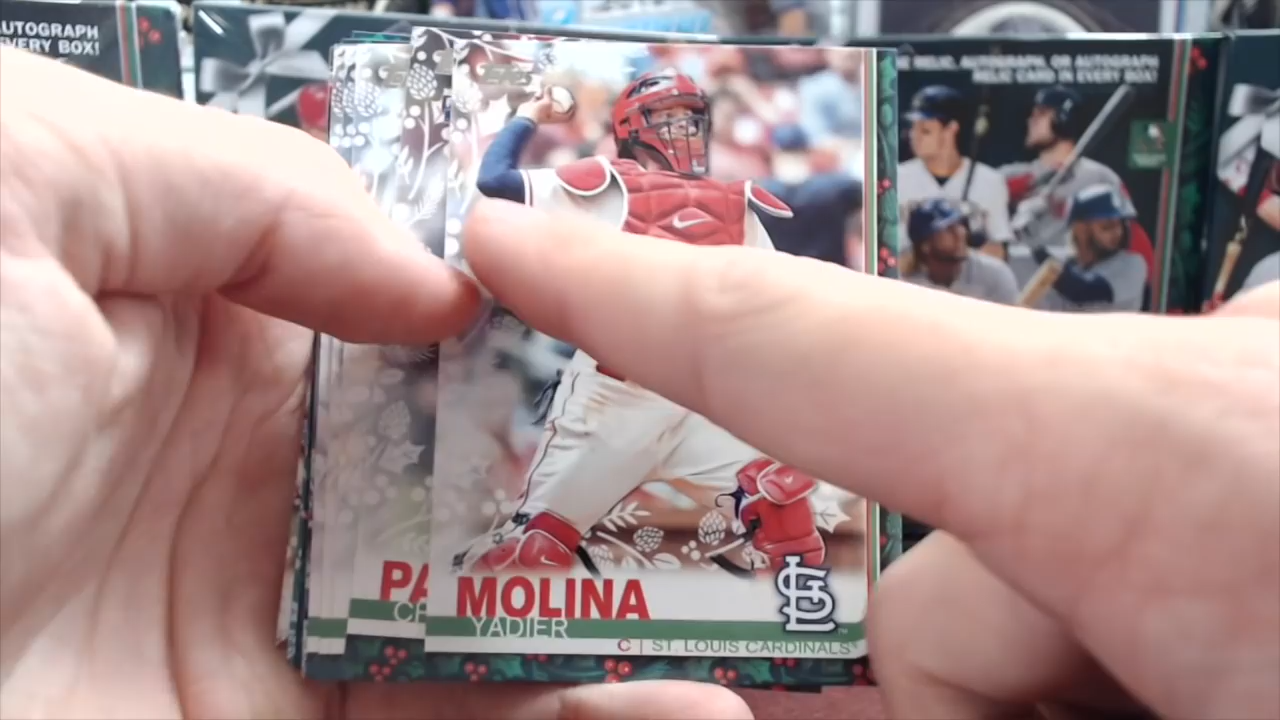 AUTOGRAPH
EVERY BOX!
RELIC, AUTOGRAPH, OR AUTOGRAPH
RELIC CARD IN EVERY BOX!
PA
MOLINA
YADIER
C | ST. LOUIS CARDINALS
STL